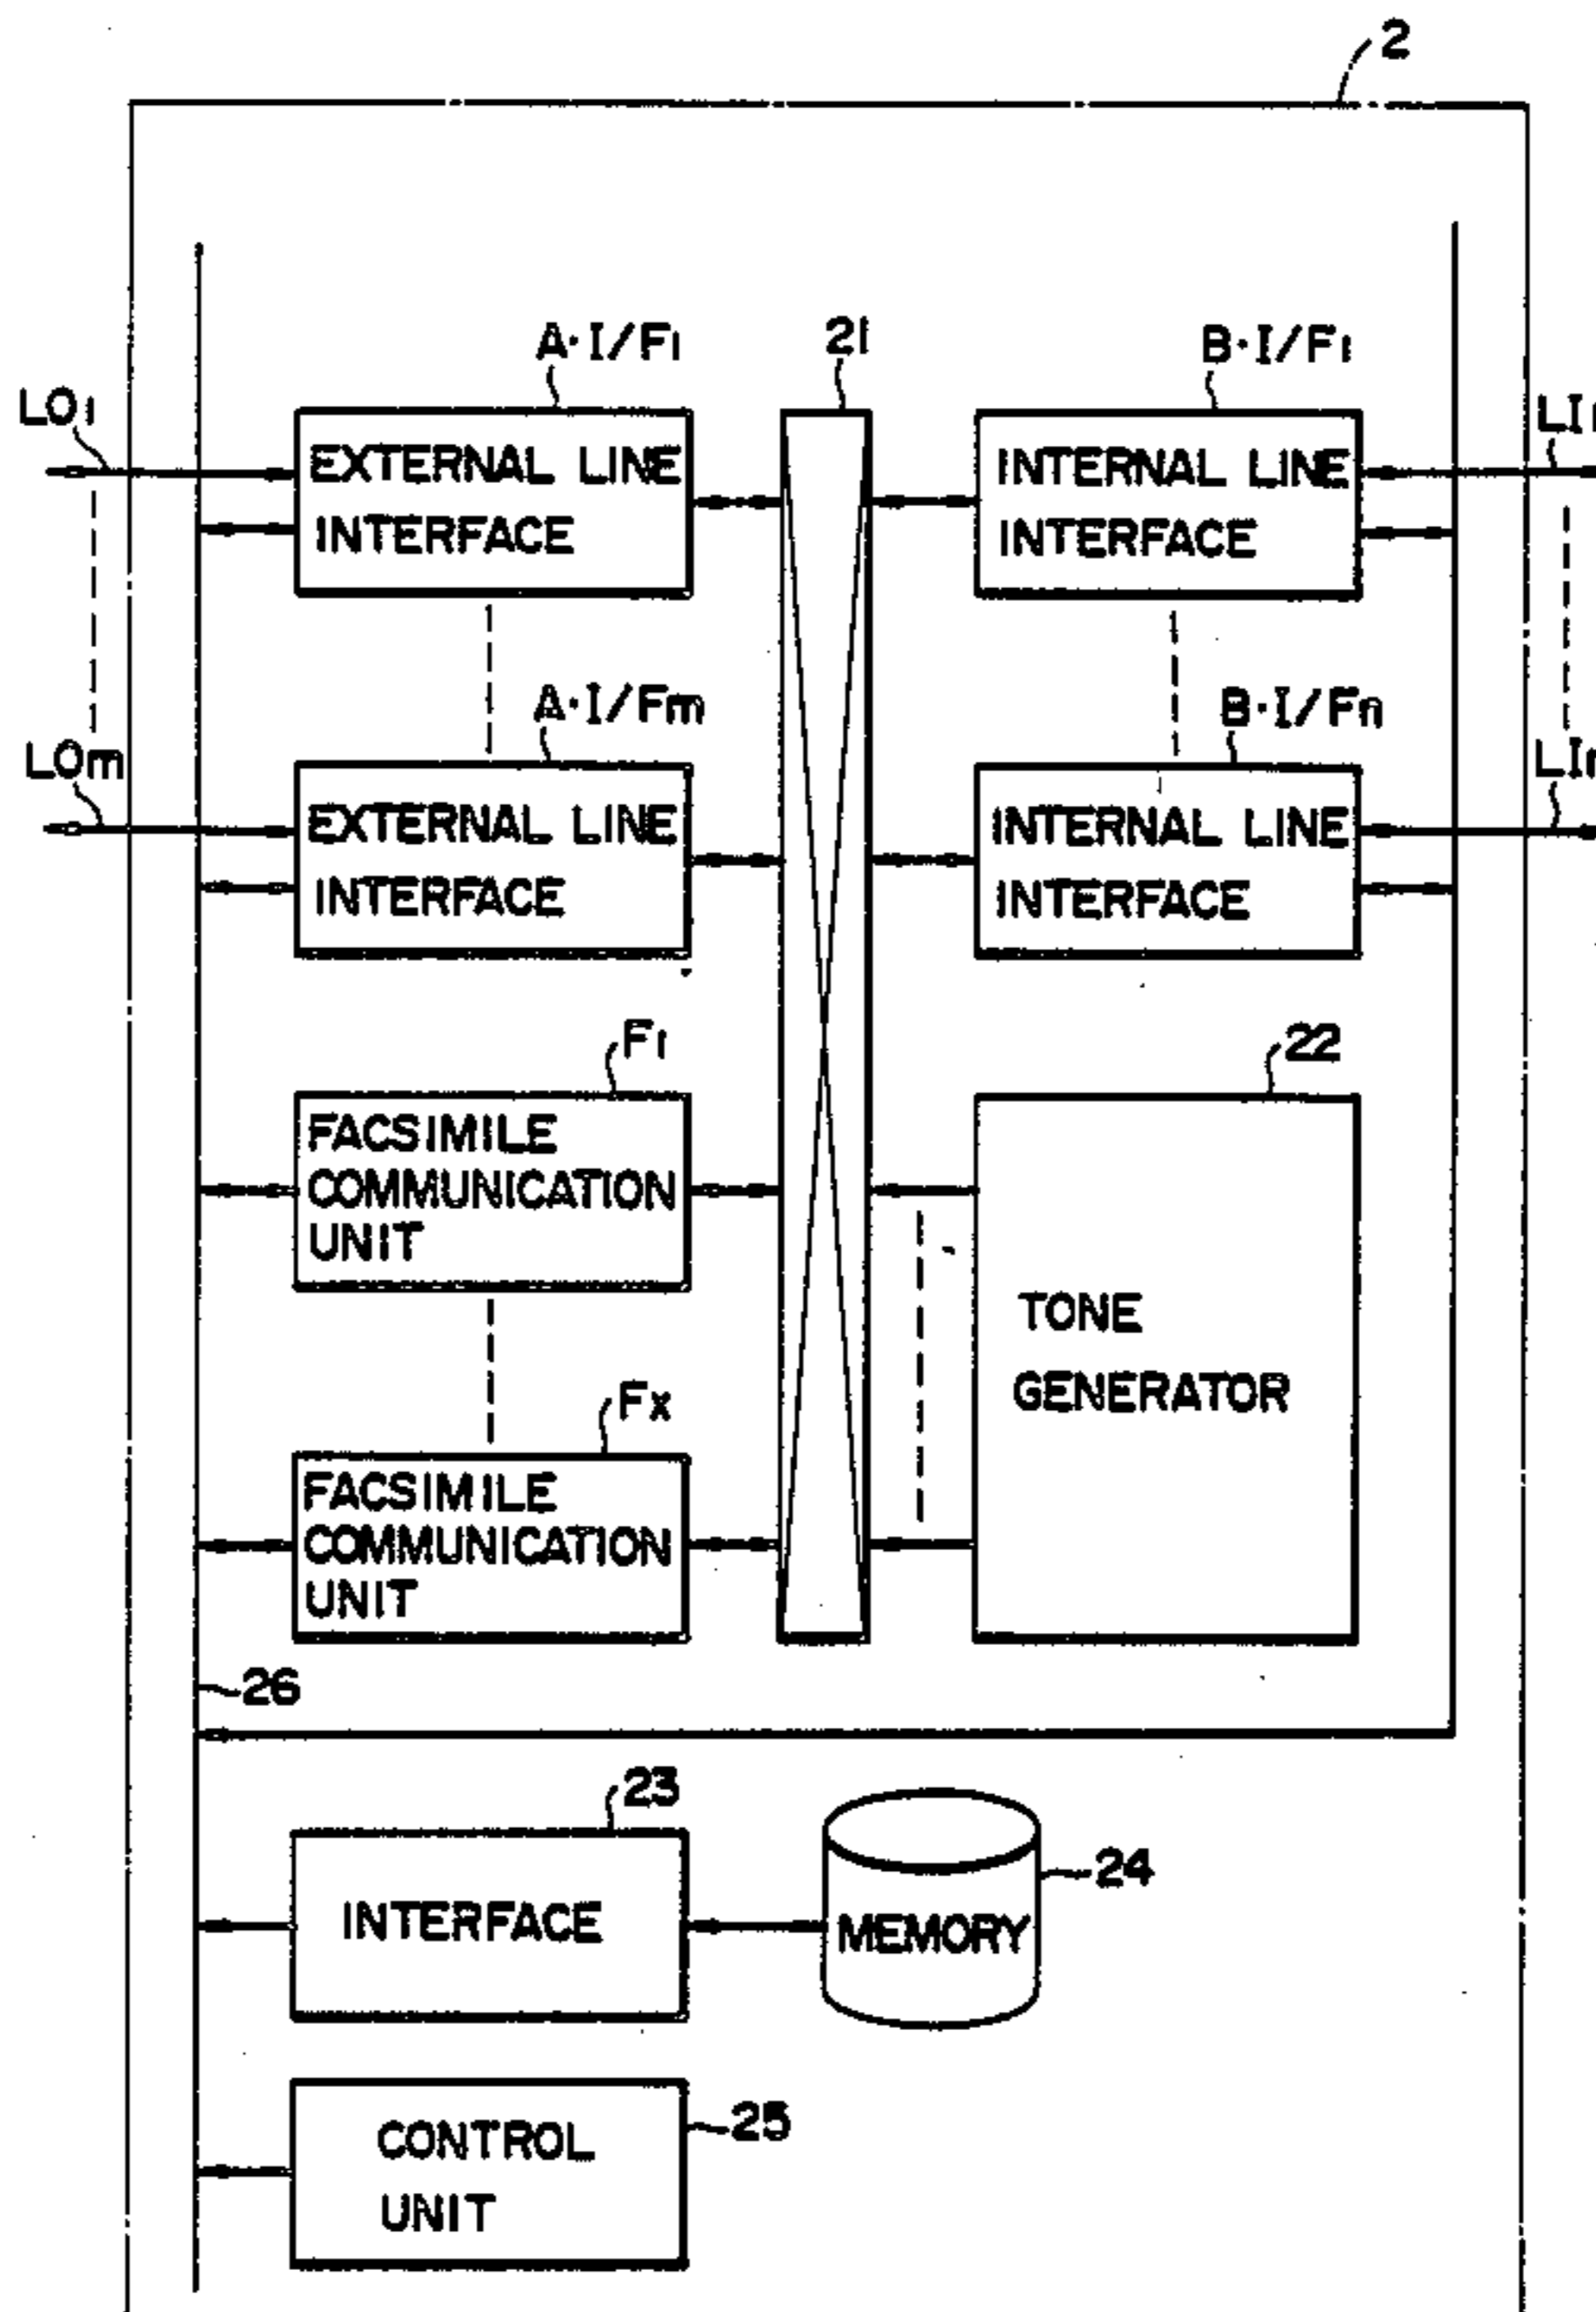 2
A·I/F1
21
B·I/F1
LO1
EXTERNAL LINE
INTERFACE
INTERNAL LINE
INTERFACE
A·I/Fm
B·I/Fn
LOm
EXTERNAL LINE
INTERFACE
INTERNAL LINE
INTERFACE
F1
22
FACSIMILE
COMMUNICATION
UNIT
TONE
GENERATOR
Fx
FACSIMILE
COMMUNICATION
UNIT
26
23
INTERFACE
24
MEMORY
25
CONTROL
UNIT